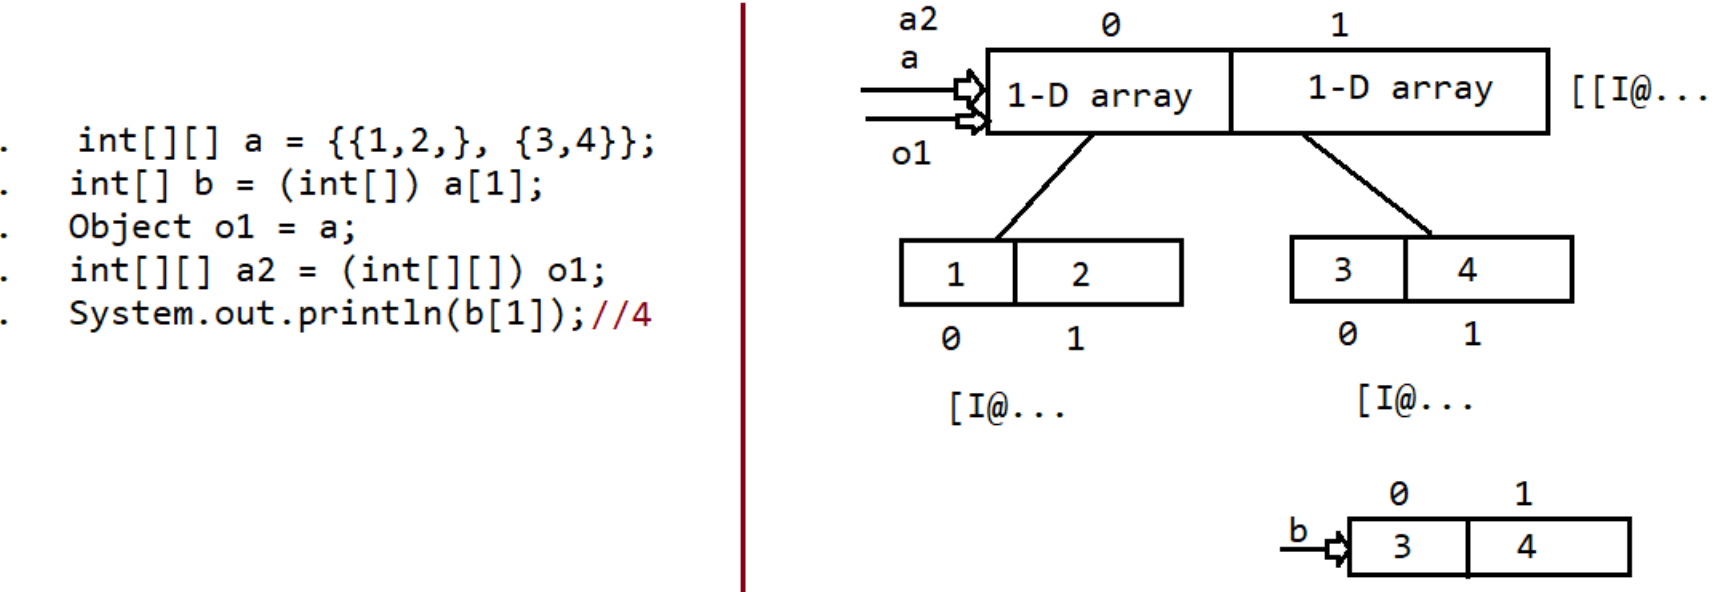 . int[][] a = {{1,2,}, {3,4}};
. int[] b = (int[]) a[1];
. Object o1 = a;
. int[][] a2 = (int[][]) o1;
. System.out.println(b[1]);//4
a2 0 1
a
1-D array 1-D array [[I@...
o1
1 2 3 4
0 1 0 1
[I@... [I@...
0 1
b 3 4